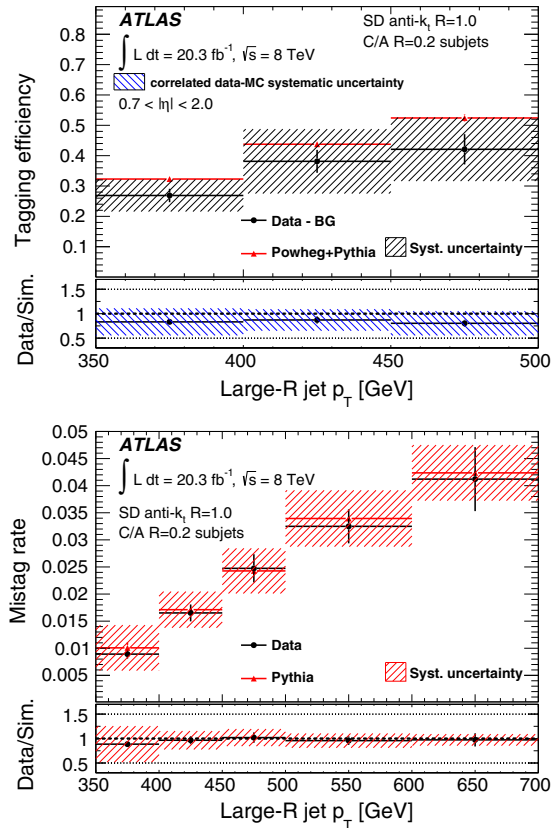 ATLAS
SD anti-kt R=1.0
∫ L dt = 20.3 fb⁻¹, √s = 8 TeV
C/A R=0.2 subjets
correlated data-MC systematic uncertainty
0.7 < |η| < 2.0
Tagging efficiency
0.8
0.7
0.6
0.5
0.4
0.3
0.2
0.1
Data - BG
Powheg+Pythia
Syst. uncertainty
Data/Sim.
1.5
1
0.5
350
400
450
500
Large-R jet pT [GeV]
ATLAS
∫ L dt = 20.3 fb⁻¹, √s = 8 TeV
SD anti-kt R=1.0
C/A R=0.2 subjets
Mistag rate
0.05
0.045
0.04
0.035
0.03
0.025
0.02
0.015
0.01
0.005
Data
Pythia
Syst. uncertainty
Data/Sim.
1.5
1
0.5
350
400
450
500
550
600
650
700
Large-R jet pT [GeV]